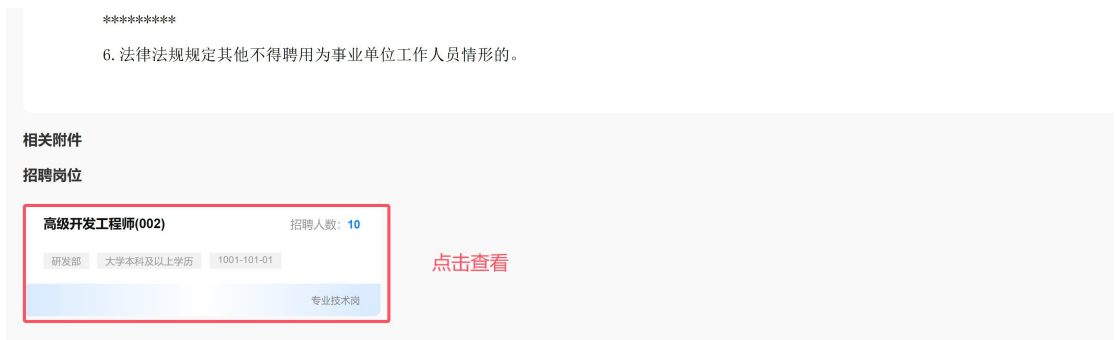 *********
6.法律法规规定其他不得聘用为事业单位工作人员情形的。
相关附件
招聘岗位
高级开发工程师(002) 招聘人数：10
研发部 大学本科及以上学历 1001-101-01
点击查看
专业技术岗